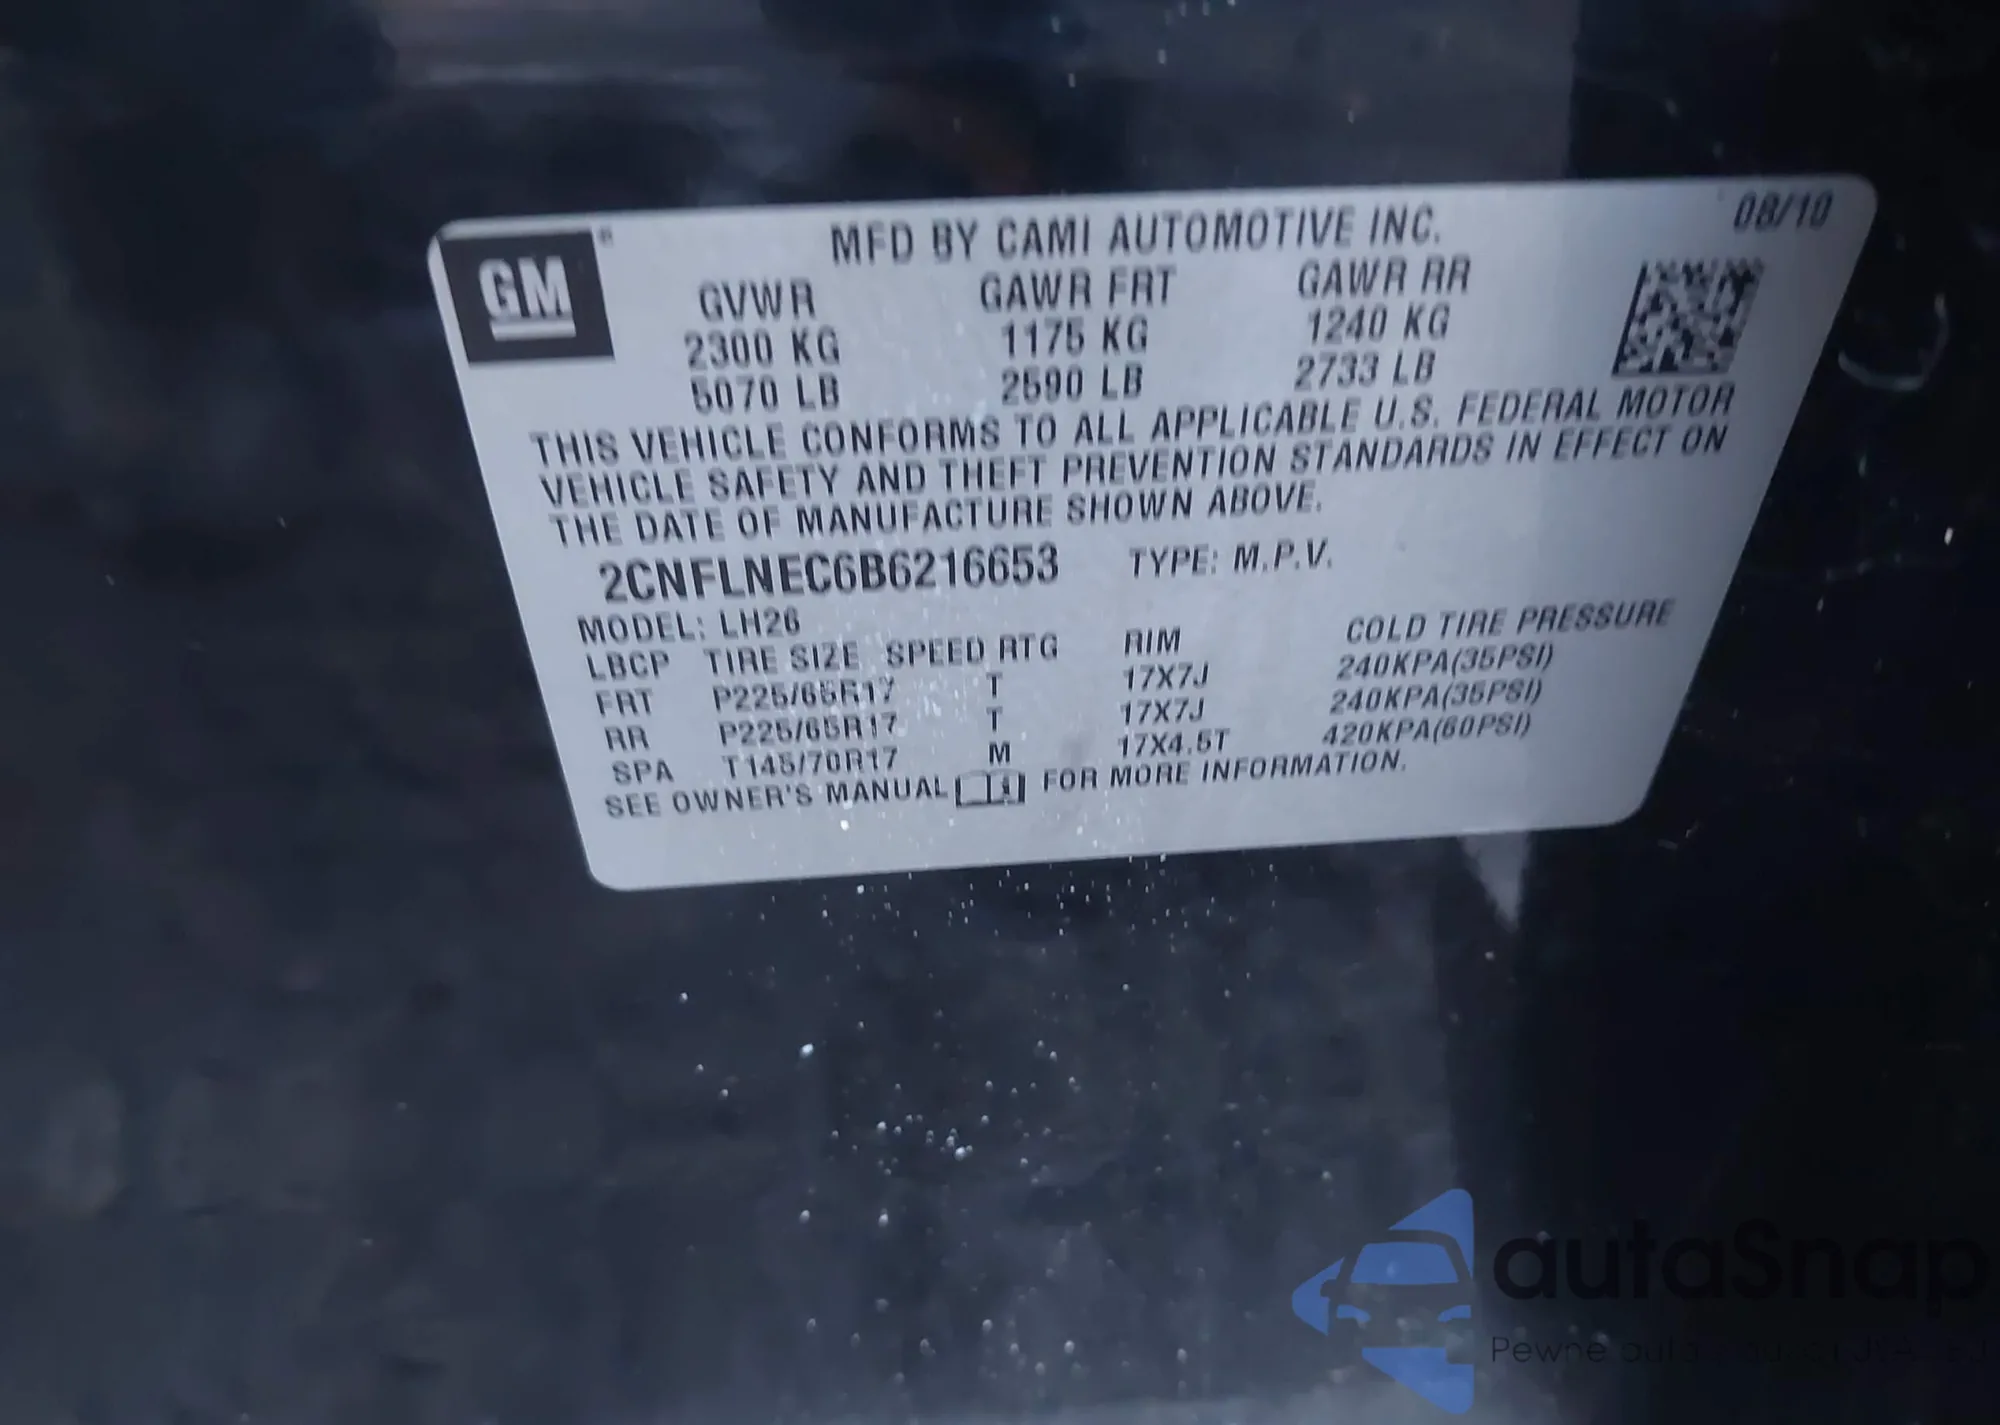 GM
MFD BY CAMI AUTOMOTIVE INC. 08/10
GVWR GAWR FRT GAWR RR
2300 KG 1175 KG 1240 KG
5070 LB 2590 LB 2733 LB
THIS VEHICLE CONFORMS TO ALL APPLICABLE U.S. FEDERAL MOTOR
VEHICLE SAFETY AND THEFT PREVENTION STANDARDS IN EFFECT ON
THE DATE OF MANUFACTURE SHOWN ABOVE.
2CNFLNEC6B6216653 TYPE: M.P.V.
MODEL: LH26
LBCP TIRE SIZE SPEED RTG RIM COLD TIRE PRESSURE
FRT P225/65R17 T 17X7J 240KPA(35PSI)
RR P225/65R17 T 17X7J 240KPA(35PSI)
SPA T145/70R17 M 17X4.5T 420KPA(60PSI)
SEE OWNER'S MANUAL FOR MORE INFORMATION.
autaSnap
Pewne auta